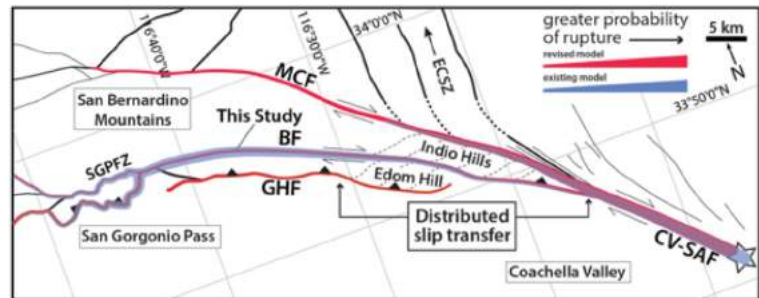 greater probability
of rupture
5 km
revised model
existing model
N
116°40'0"W
116°30'0"W
34°0'0"N
33°50'0"N
MCF
ECSZ
San Bernardino
Mountains
This Study
BF
Indio Hills
SGPFZ
Edom Hill
GHF
Distributed
slip transfer
San Gorgonio Pass
CV-SAF
Coachella Valley